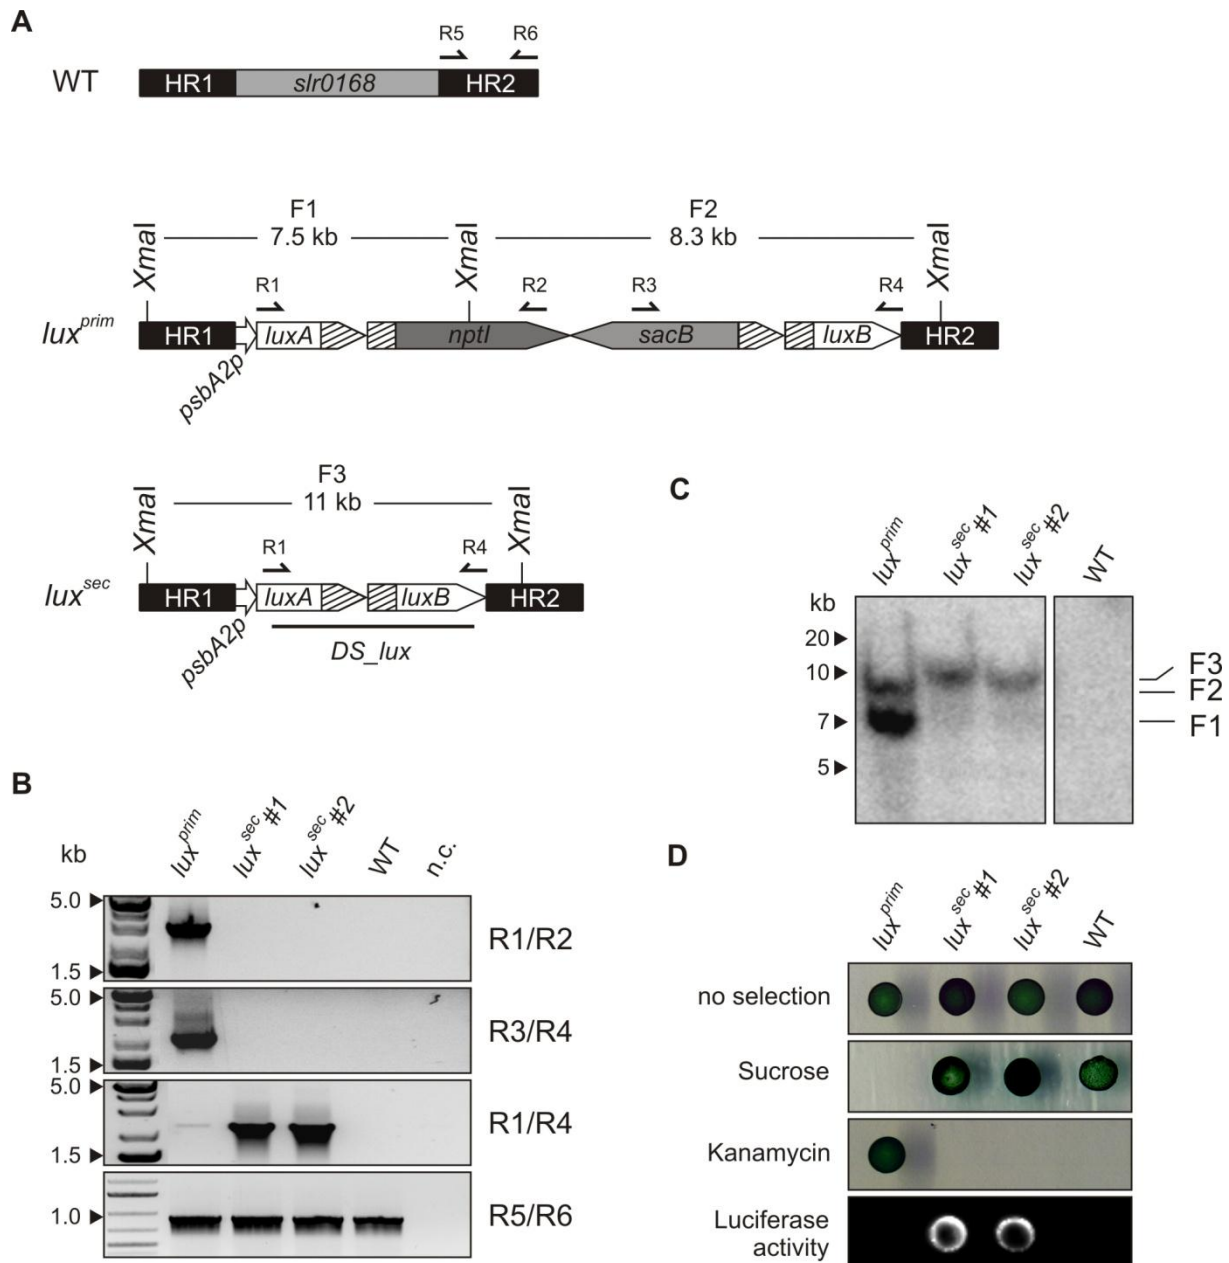 A
WT
HR1 slr0168 HR2
R5 R6
F1
7.5 kb
F2
8.3 kb
XmaI XmaI XmaI
R1 R2 R3 R4
lux^prim
HR1 luxA nptI sacB luxB HR2
psbA2p
F3
11 kb
XmaI XmaI
R1 R4
lux^sec
HR1 luxA luxB HR2
psbA2p
DS_lux
B
kb
lux^prim lux^sec #1 lux^sec #2 WT n.c.
5.0
1.5
R1/R2
5.0
1.5
R3/R4
5.0
1.5
R1/R4
1.0
R5/R6
C
lux^prim lux^sec #1 lux^sec #2 WT
kb
20
10
7
5
F3
F2
F1
D
lux^prim lux^sec #1 lux^sec #2 WT
no selection
Sucrose
Kanamycin
Luciferase
activity